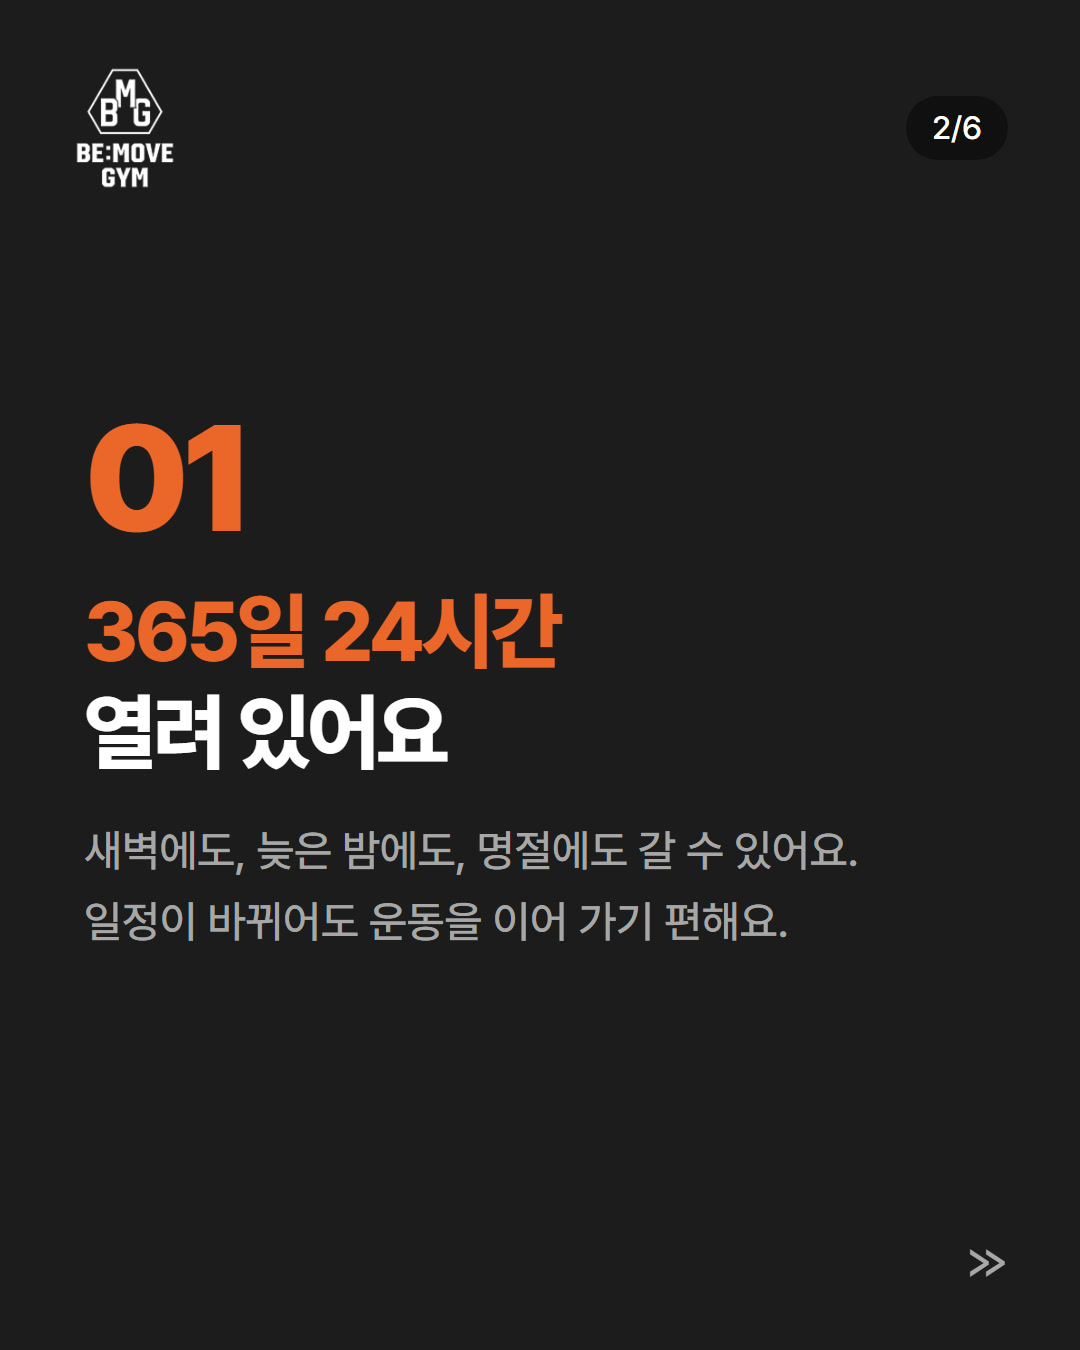 BMG
BE:MOVE
GYM
2/6
01
365일 24시간
열려 있어요
새벽에도, 늦은 밤에도, 명절에도 갈 수 있어요.
일정이 바뀌어도 운동을 이어 가기 편해요.
»